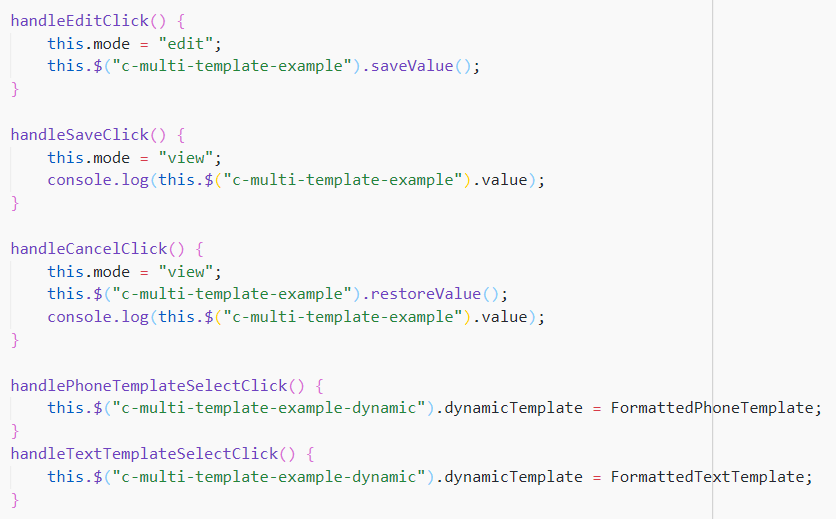 handleEditClick() {
    this.mode = "edit";
    this.$("c-multi-template-example").saveValue();
}

handleSaveClick() {
    this.mode = "view";
    console.log(this.$("c-multi-template-example").value);
}

handleCancelClick() {
    this.mode = "view";
    this.$("c-multi-template-example").restoreValue();
    console.log(this.$("c-multi-template-example").value);
}

handlePhoneTemplateSelectClick() {
    this.$("c-multi-template-example-dynamic").dynamicTemplate = FormattedPhoneTemplate;
}
handleTextTemplateSelectClick() {
    this.$("c-multi-template-example-dynamic").dynamicTemplate = FormattedTextTemplate;
}